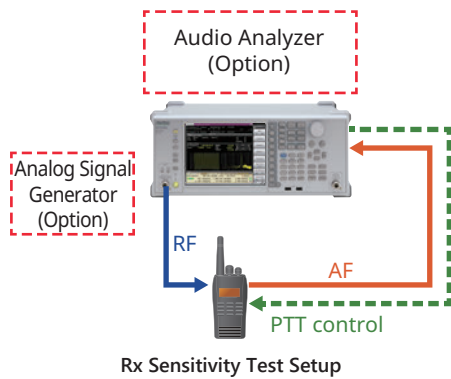 Audio Analyzer
(Option)
Analog Signal
Generator
(Option)
RF
AF
PTT control
Rx Sensitivity Test Setup